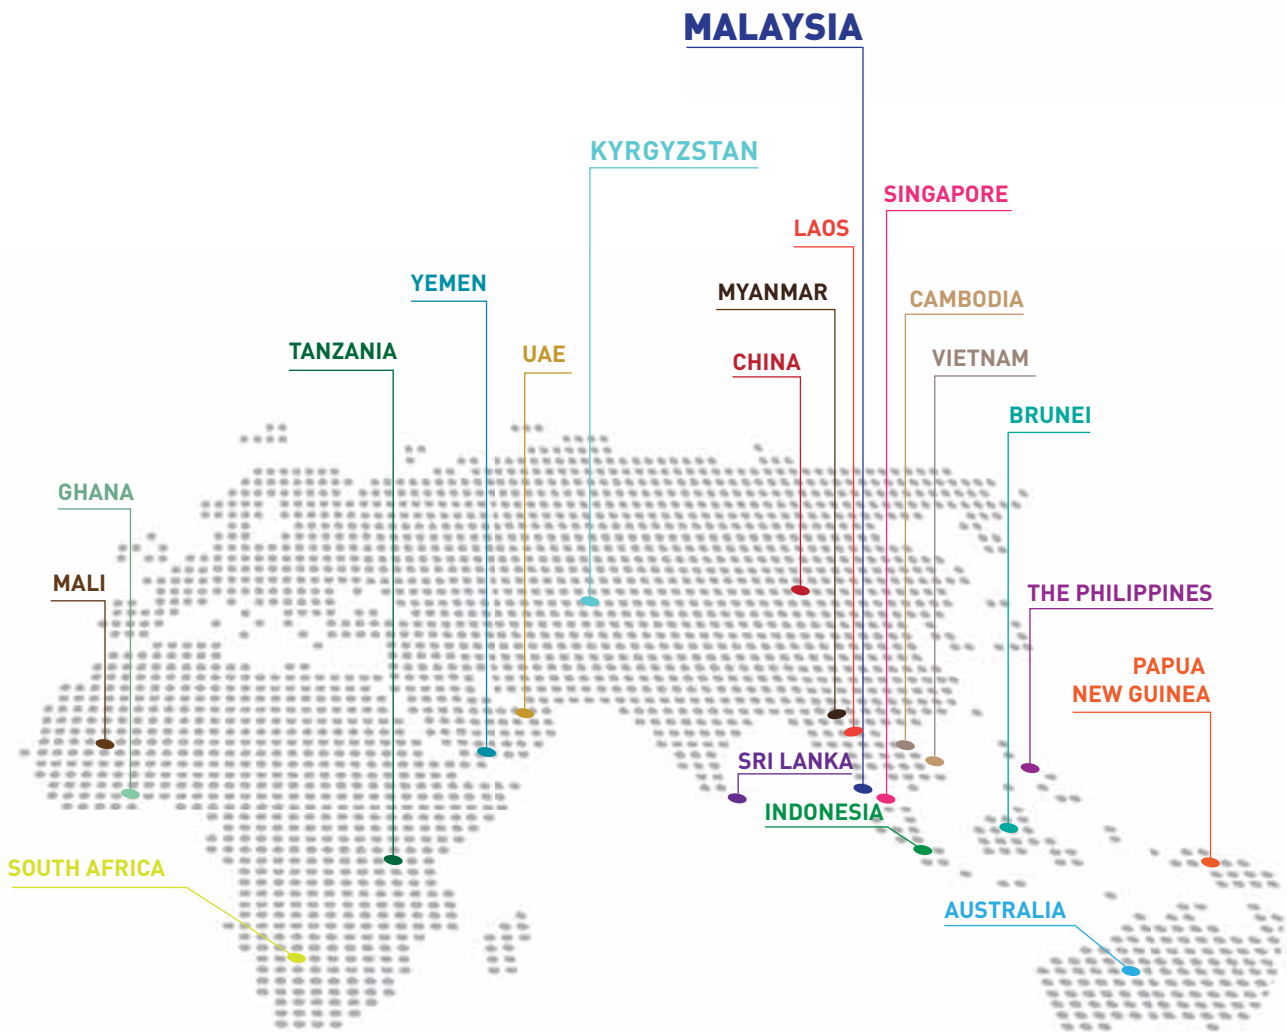 MALAYSIA
KYRGYZSTAN
SINGAPORE
LAOS
YEMEN
MYANMAR
CAMBODIA
TANZANIA
UAE
CHINA
VIETNAM
BRUNEI
GHANA
MALI
THE PHILIPPINES
PAPUA
NEW GUINEA
SRI LANKA
INDONESIA
SOUTH AFRICA
AUSTRALIA